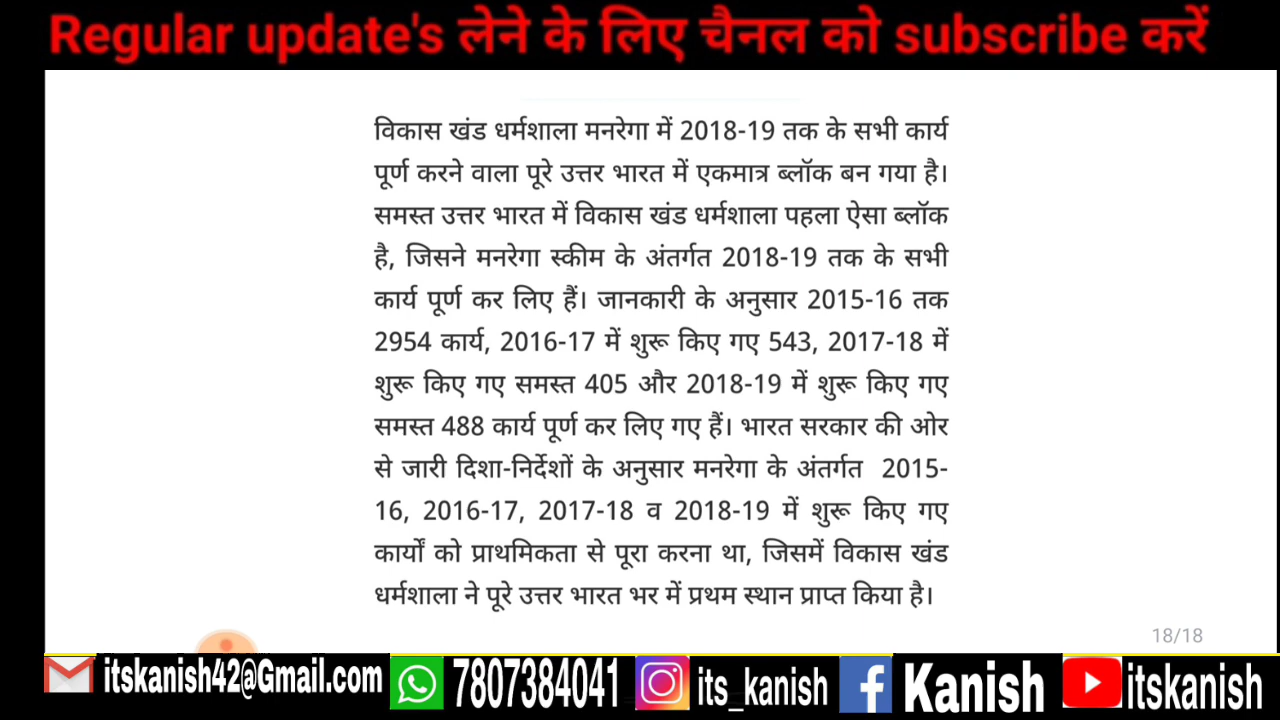 Regular update's लेने के लिए चैनल को subscribe करें
विकास खंड धर्मशाला मनरेगा में 2018-19 तक के सभी कार्य
पूर्ण करने वाला पूरे उत्तर भारत में एकमात्र ब्लॉक बन गया है।
समस्त उत्तर भारत में विकास खंड धर्मशाला पहला ऐसा ब्लॉक
है, जिसने मनरेगा स्कीम के अंतर्गत 2018-19 तक के सभी
कार्य पूर्ण कर लिए हैं। जानकारी के अनुसार 2015-16 तक
2954 कार्य, 2016-17 में शुरू किए गए 543, 2017-18 में
शुरू किए गए समस्त 405 और 2018-19 में शुरू किए गए
समस्त 488 कार्य पूर्ण कर लिए गए हैं। भारत सरकार की ओर
से जारी दिशा-निर्देशों के अनुसार मनरेगा के अंतर्गत 2015-
16, 2016-17, 2017-18 व 2018-19 में शुरू किए गए
कार्यों को प्राथमिकता से पूरा करना था, जिसमें विकास खंड
धर्मशाला ने पूरे उत्तर भारत भर में प्रथम स्थान प्राप्त किया है।
18/18
itskanish42@Gmail.com 7807384041 its_kanish Kanish itskanish